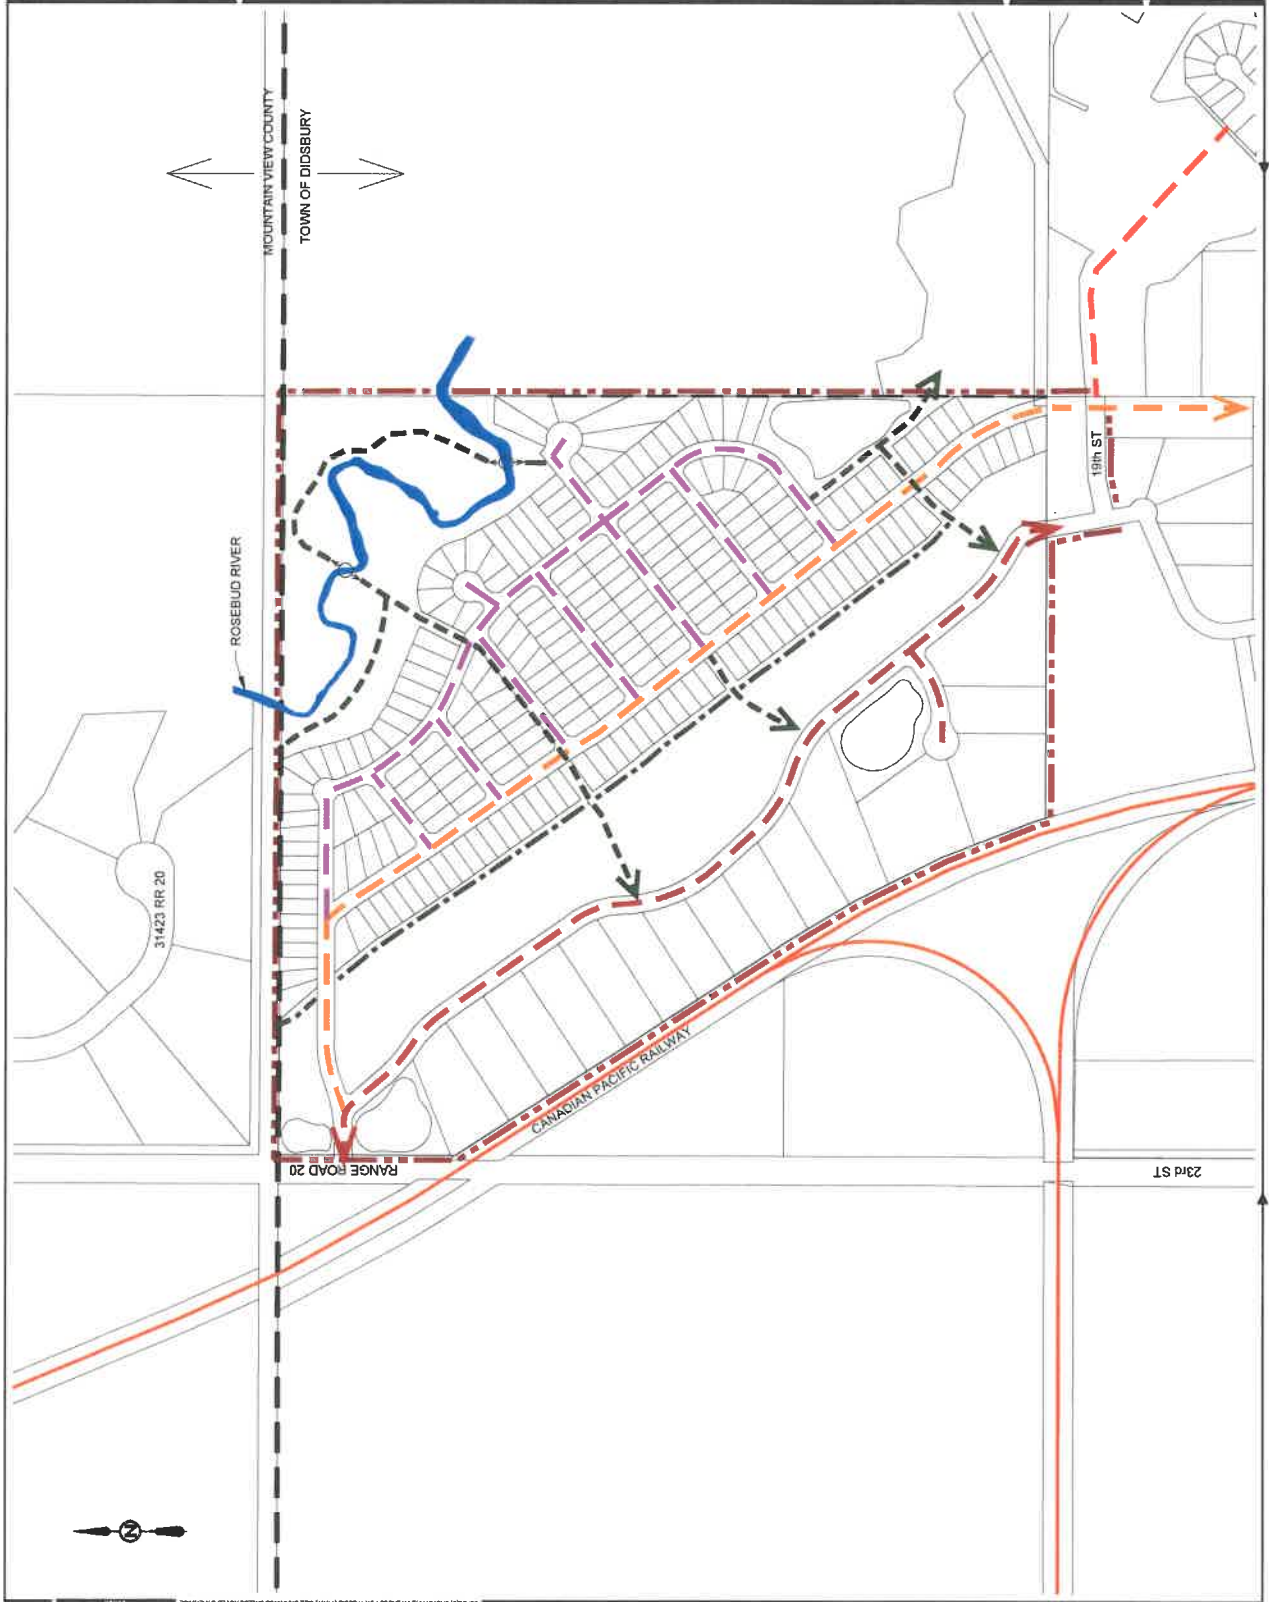 MOUNTAIN VIEW COUNTY
TOWN OF DIDSBURY
ROSEBUD RIVER
19th ST
31423 RR 20
CANADIAN PACIFIC RAILWAY
RANGE ROAD 20
23rd ST
N